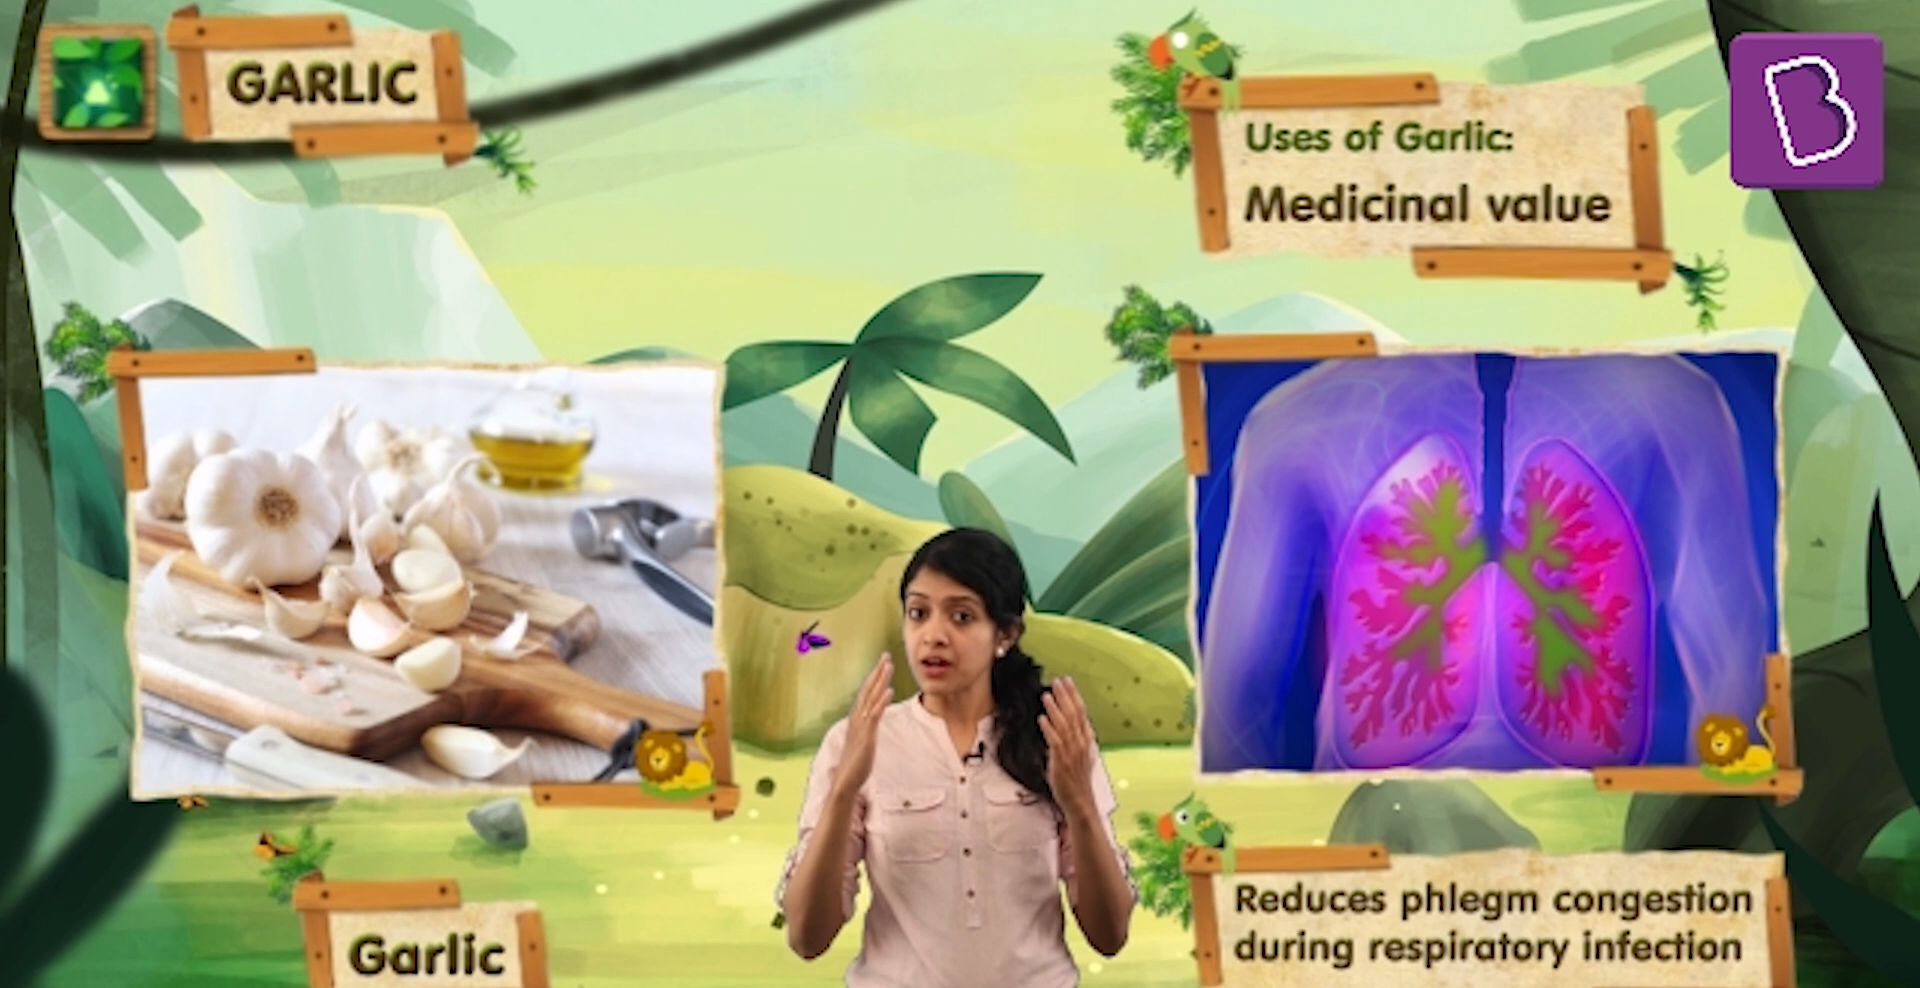 GARLIC
Uses of Garlic:
Medicinal value
B
Garlic
Reduces phlegm congestion
during respiratory infection